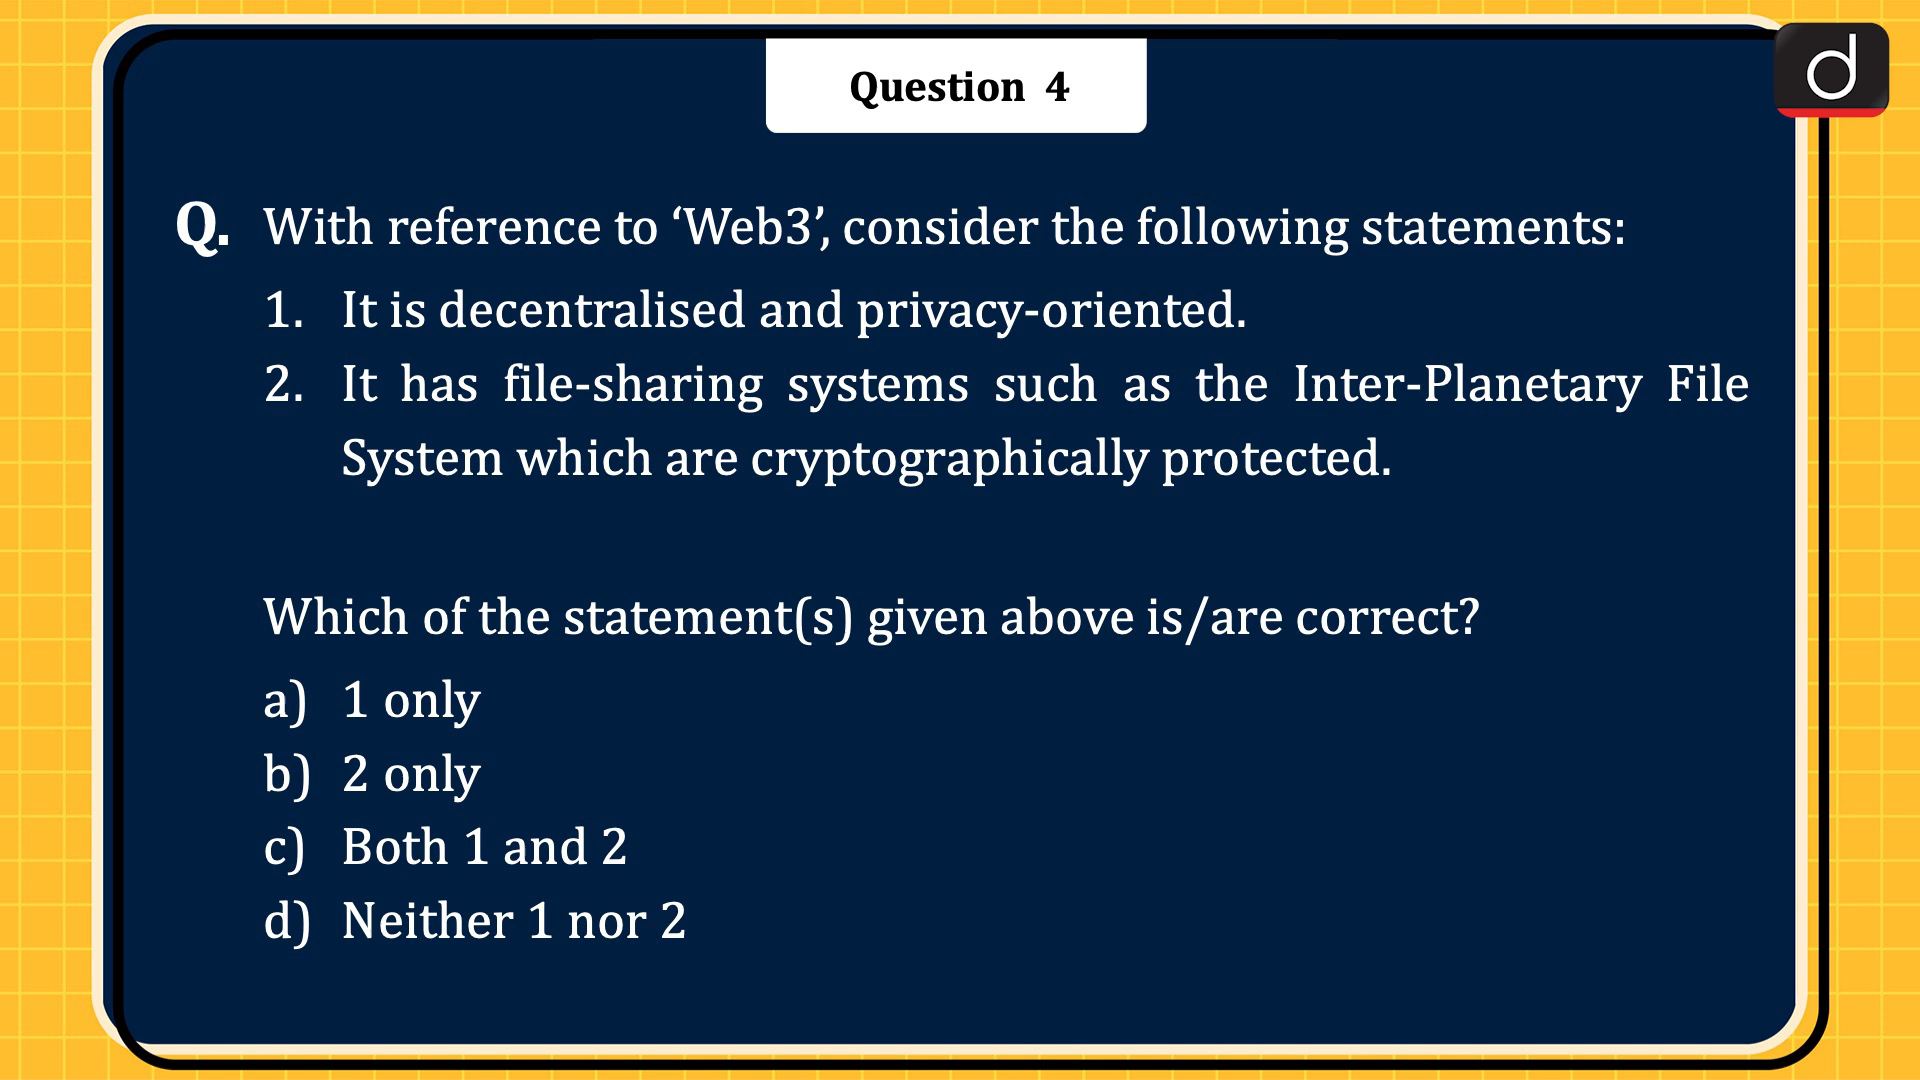 Question 4
d
Q. With reference to ‘Web3’, consider the following statements:
1. It is decentralised and privacy-oriented.
2. It has file-sharing systems such as the Inter-Planetary File
System which are cryptographically protected.
Which of the statement(s) given above is/are correct?
a) 1 only
b) 2 only
c) Both 1 and 2
d) Neither 1 nor 2